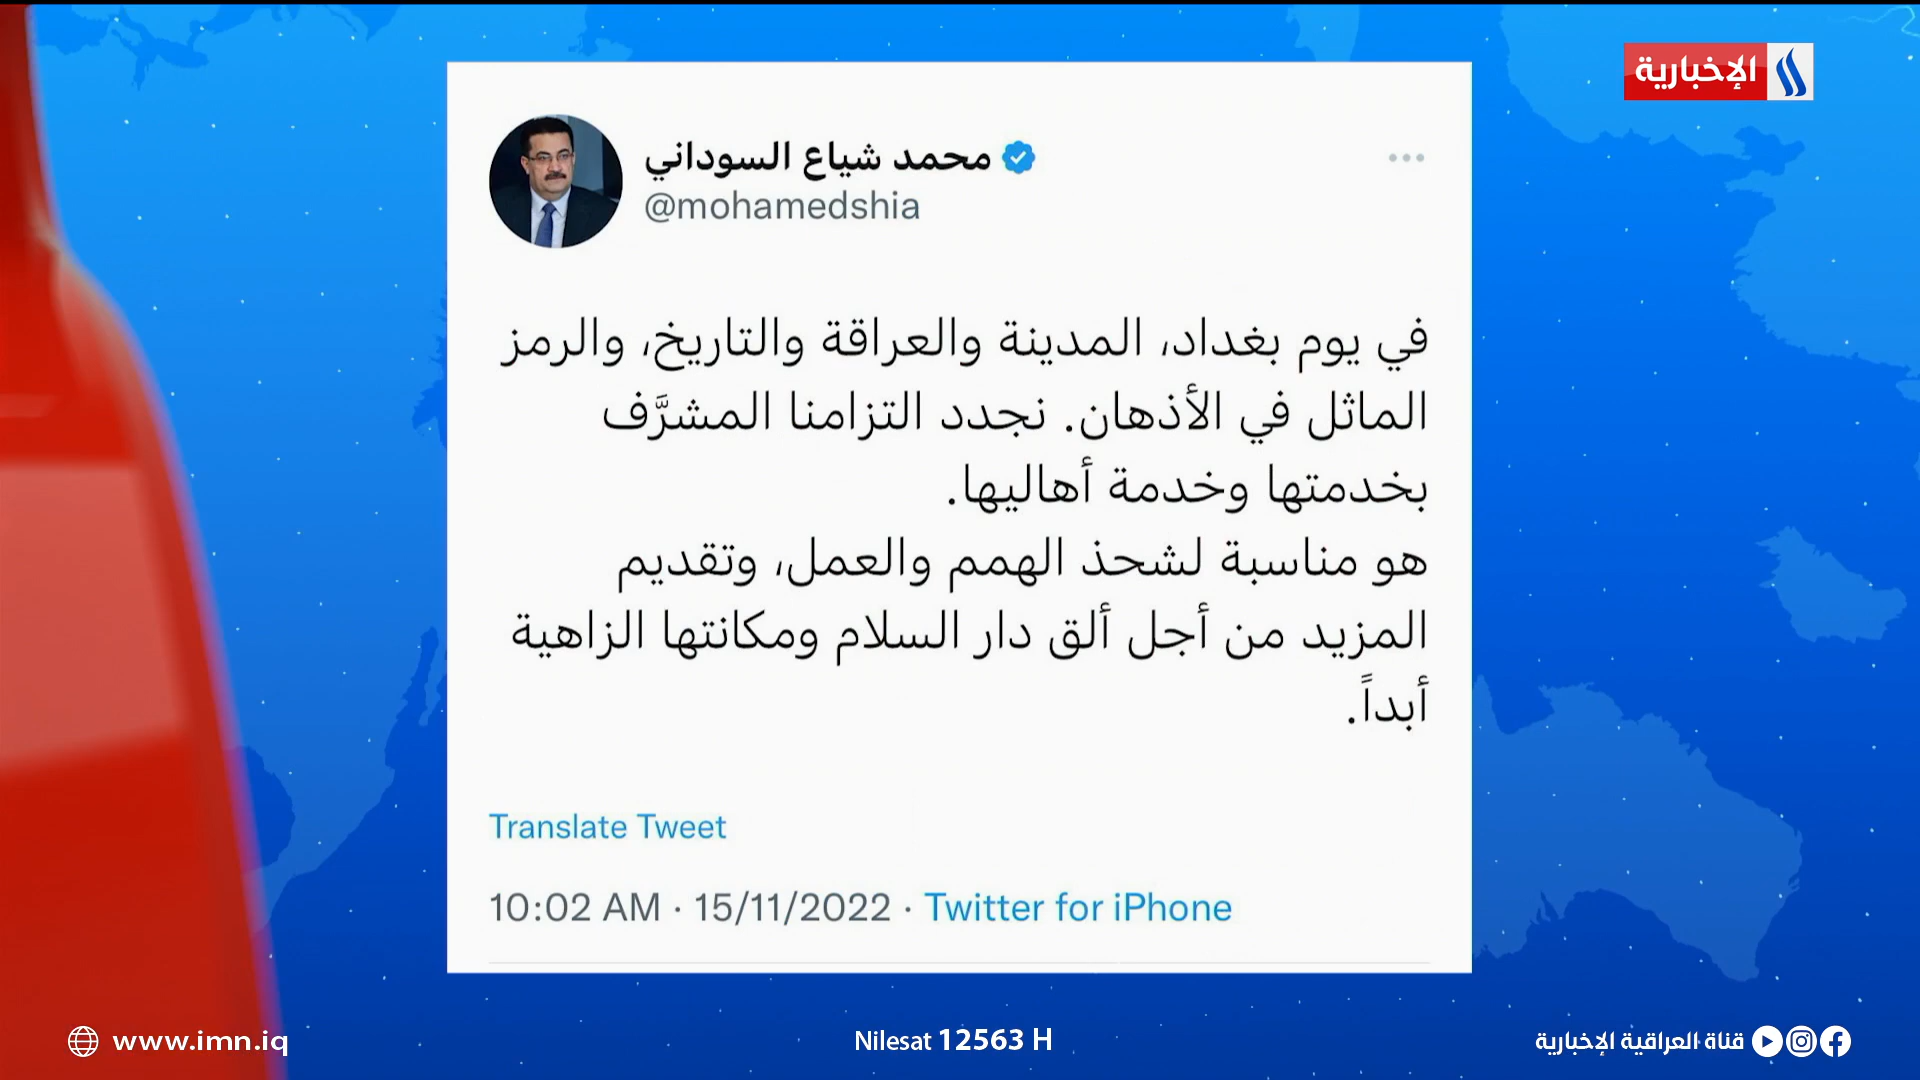 الإخبارية
محمد شياع السوداني
@mohamedshia
في يوم بغداد، المدينة والعراقة والتاريخ، والرمز
الماثل في الأذهان. نجدد التزامنا المشرَّف
بخدمتها وخدمة أهاليها.
هو مناسبة لشحذ الهمم والعمل، وتقديم
المزيد من أجل ألق دار السلام ومكانتها الزاهية
أبداً.
Translate Tweet
10:02 AM · 15/11/2022 · Twitter for iPhone
www.imn.iq
Nilesat 12563 H
قناة العراقية الإخبارية